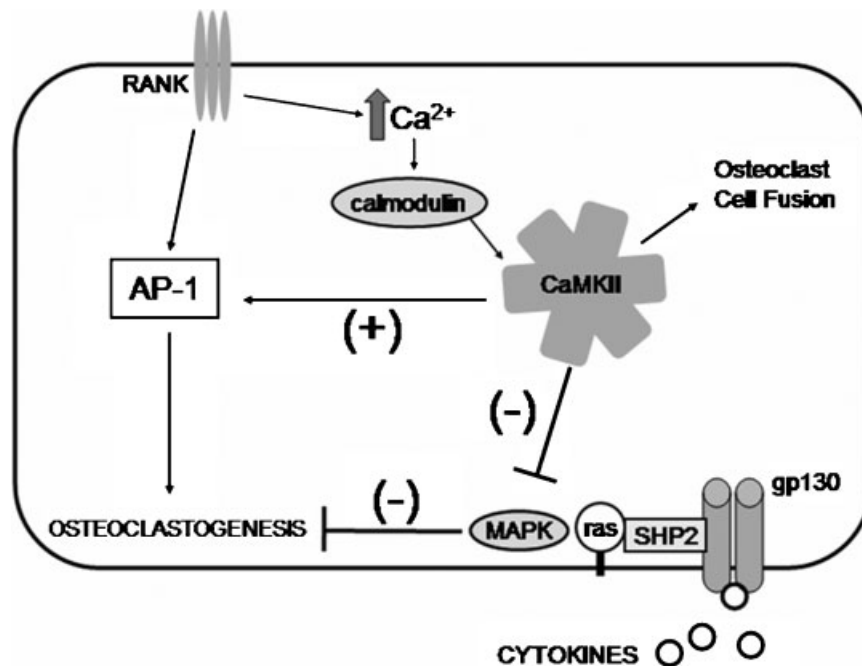 RANK
Ca²⁺
calmodulin
Osteoclast
Cell Fusion
AP-1
CaMKII
(+)
(-)
(-)
gp130
OSTEOCLASTOGENESIS
MAPK
ras
SHP2
CYTOKINES